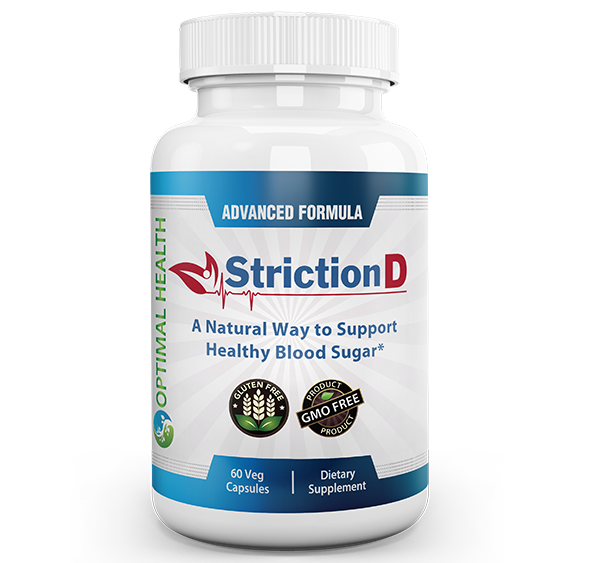 ADVANCED FORMULA
OPTIMAL HEALTH
StrictionD
A Natural Way to Support
Healthy Blood Sugar*
GLUTEN FREE
PRODUCT
GMO FREE
PRODUCT
60 Veg
Capsules
Dietary
Supplement